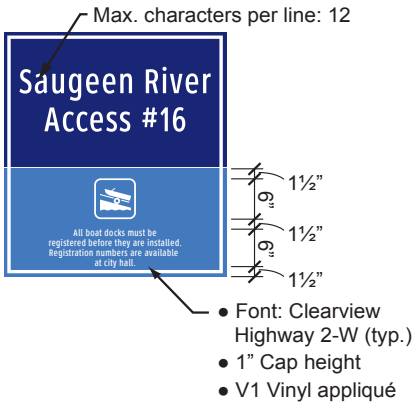 Max. characters per line: 12
Saugeen River
Access #16
1½”
6”
1½”
6”
1½”
All boat docks must be
registered before they are installed.
Registration numbers are available
at city hall.
● Font: Clearview
Highway 2-W (typ.)
● 1” Cap height
● V1 Vinyl appliqué